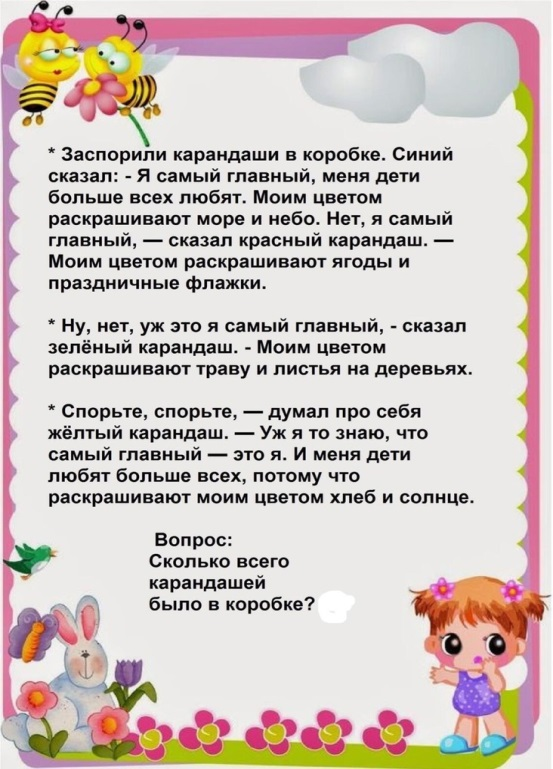 * Заспорили карандаши в коробке. Синий
сказал: - Я самый главный, меня дети
больше всех любят. Моим цветом
раскрашивают море и небо. Нет, я самый
главный, — сказал красный карандаш. —
Моим цветом раскрашивают ягоды и
праздничные флажки.
* Ну, нет, уж это я самый главный, - сказал
зелёный карандаш. - Моим цветом
раскрашивают траву и листья на деревьях.
* Спорьте, спорьте, — думал про себя
жёлтый карандаш. — Уж я то знаю, что
самый главный — это я. И меня дети
любят больше всех, потому что
раскрашивают моим цветом хлеб и солнце.
Вопрос:
Сколько всего
карандашей
было в коробке?